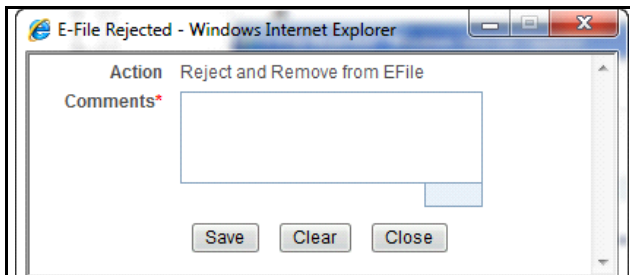 E-File Rejected - Windows Internet Explorer
Action Reject and Remove from EFile
Comments*
Save Clear Close